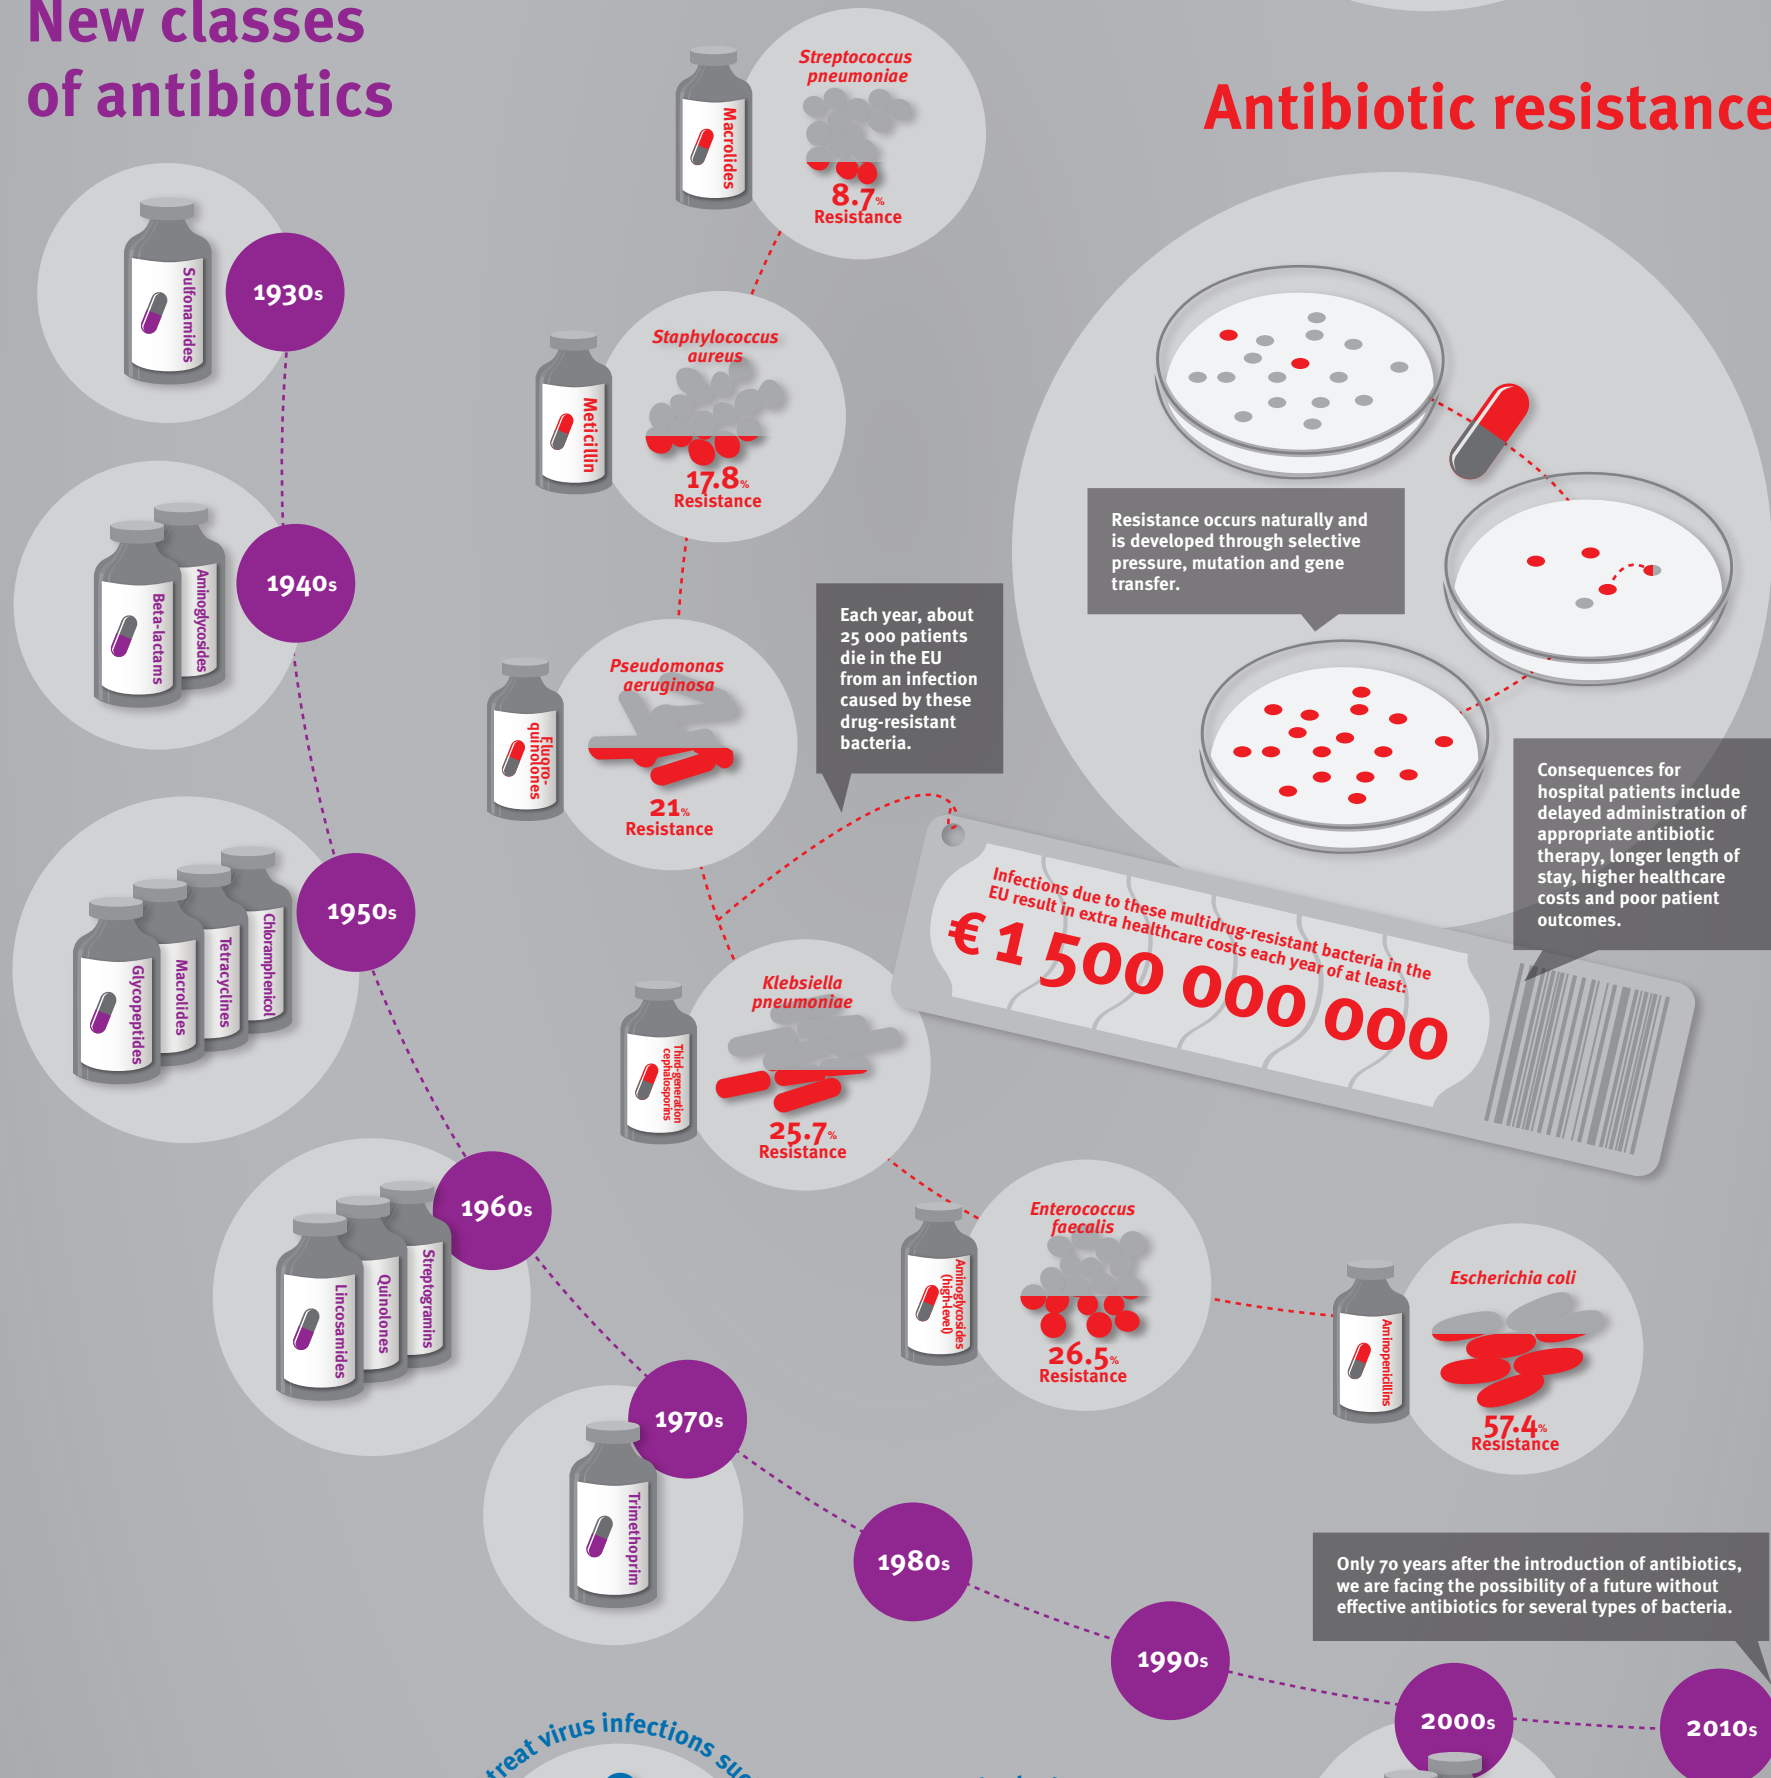 New classes
of antibiotics
Sulfonamides
1930s
Beta-lactams
Aminoglycosides
1940s
Glycopeptides
Macrolides
Tetracyclines
Chloramphenicol
1950s
Lincosamides
Quinolones
Streptogramins
1960s
Trimethoprim
1970s
1980s
1990s
2000s
2010s
Macrolides
Streptococcus
pneumoniae
8.7%
Resistance
Meticillin
Staphylococcus
aureus
17.8%
Resistance
Fluoro-
quinolones
Pseudomonas
aeruginosa
21%
Resistance
Each year, about
25 000 patients
die in the EU
from an infection
caused by these
drug-resistant
bacteria.
Third-generation
cephalosporins
Klebsiella
pneumoniae
25.7%
Resistance
Aminoglycosides
(high-level)
Enterococcus
faecalis
26.5%
Resistance
Aminopenicillins
Escherichia coli
57.4%
Resistance
Antibiotic resistance
Resistance occurs naturally and
is developed through selective
pressure, mutation and gene
transfer.
Consequences for
hospital patients include
delayed administration of
appropriate antibiotic
therapy, longer length of
stay, higher healthcare
costs and poor patient
outcomes.
Infections due to these multidrug-resistant bacteria in the
EU result in extra healthcare costs each year of at least:
€ 1 500 000 000
Only 70 years after the introduction of antibiotics,
we are facing the possibility of a future without
effective antibiotics for several types of bacteria.
treat virus infections